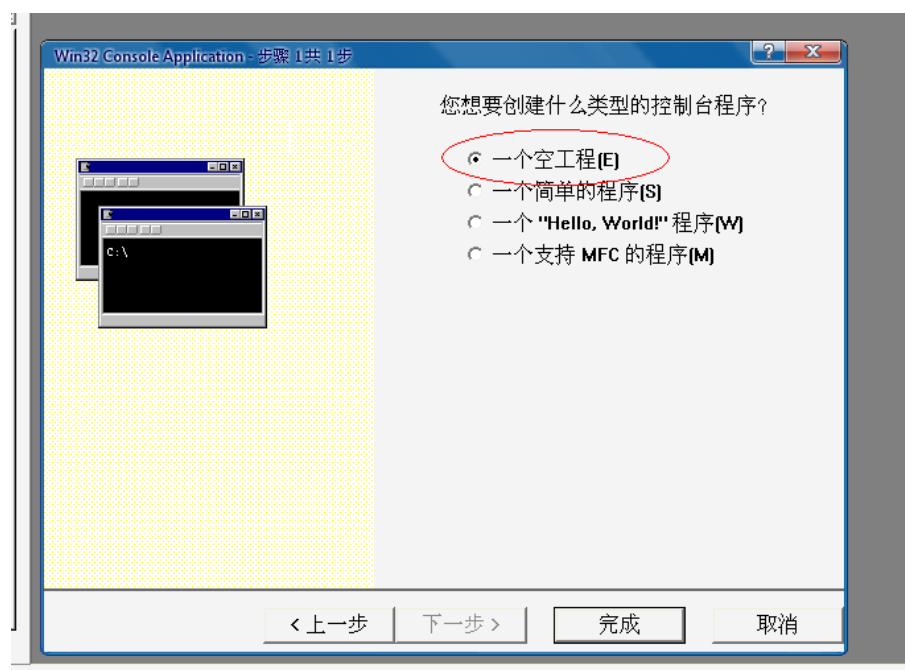 Win32 Console Application - 步骤 1共 1步
您想要创建什么类型的控制台程序?
一个空工程(E)
一个简单的程序(S)
一个 "Hello, World!" 程序(W)
一个支持 MFC 的程序(M)
C:\
< 上一步
下一步 >
完成
取消